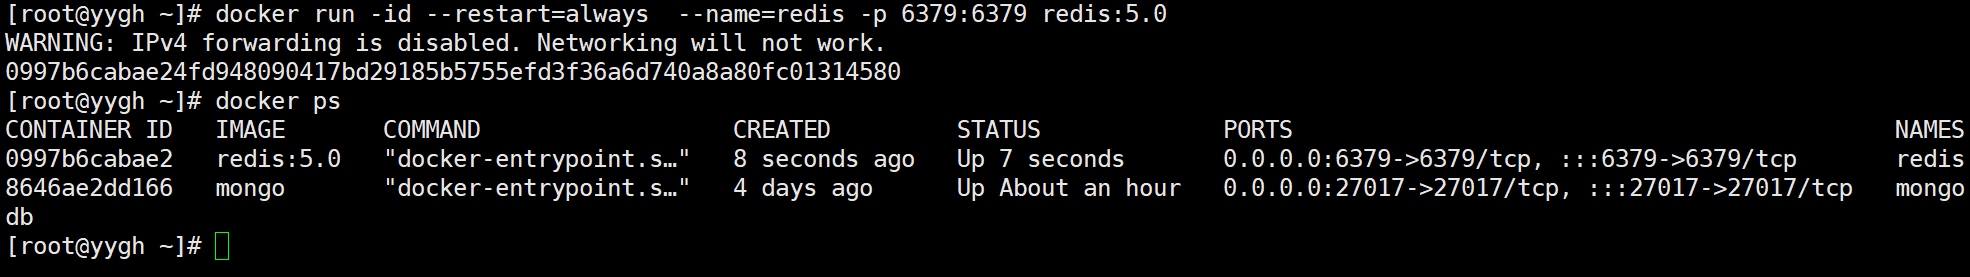 [root@yygh ~]# docker run -id --restart=always  --name=redis -p 6379:6379 redis:5.0
WARNING: IPv4 forwarding is disabled. Networking will not work.
0997b6cabae24fd948090417bd29185b5755efd3f36a6d740a8a80fc01314580
[root@yygh ~]# docker ps
CONTAINER ID   IMAGE       COMMAND                  CREATED         STATUS             PORTS                                           NAMES
0997b6cabae2   redis:5.0   "docker-entrypoint.s…"   8 seconds ago   Up 7 seconds       0.0.0.0:6379->6379/tcp, :::6379->6379/tcp       redis
8646ae2dd166   mongo       "docker-entrypoint.s…"   4 days ago      Up About an hour   0.0.0.0:27017->27017/tcp, :::27017->27017/tcp   mongo
db
[root@yygh ~]#